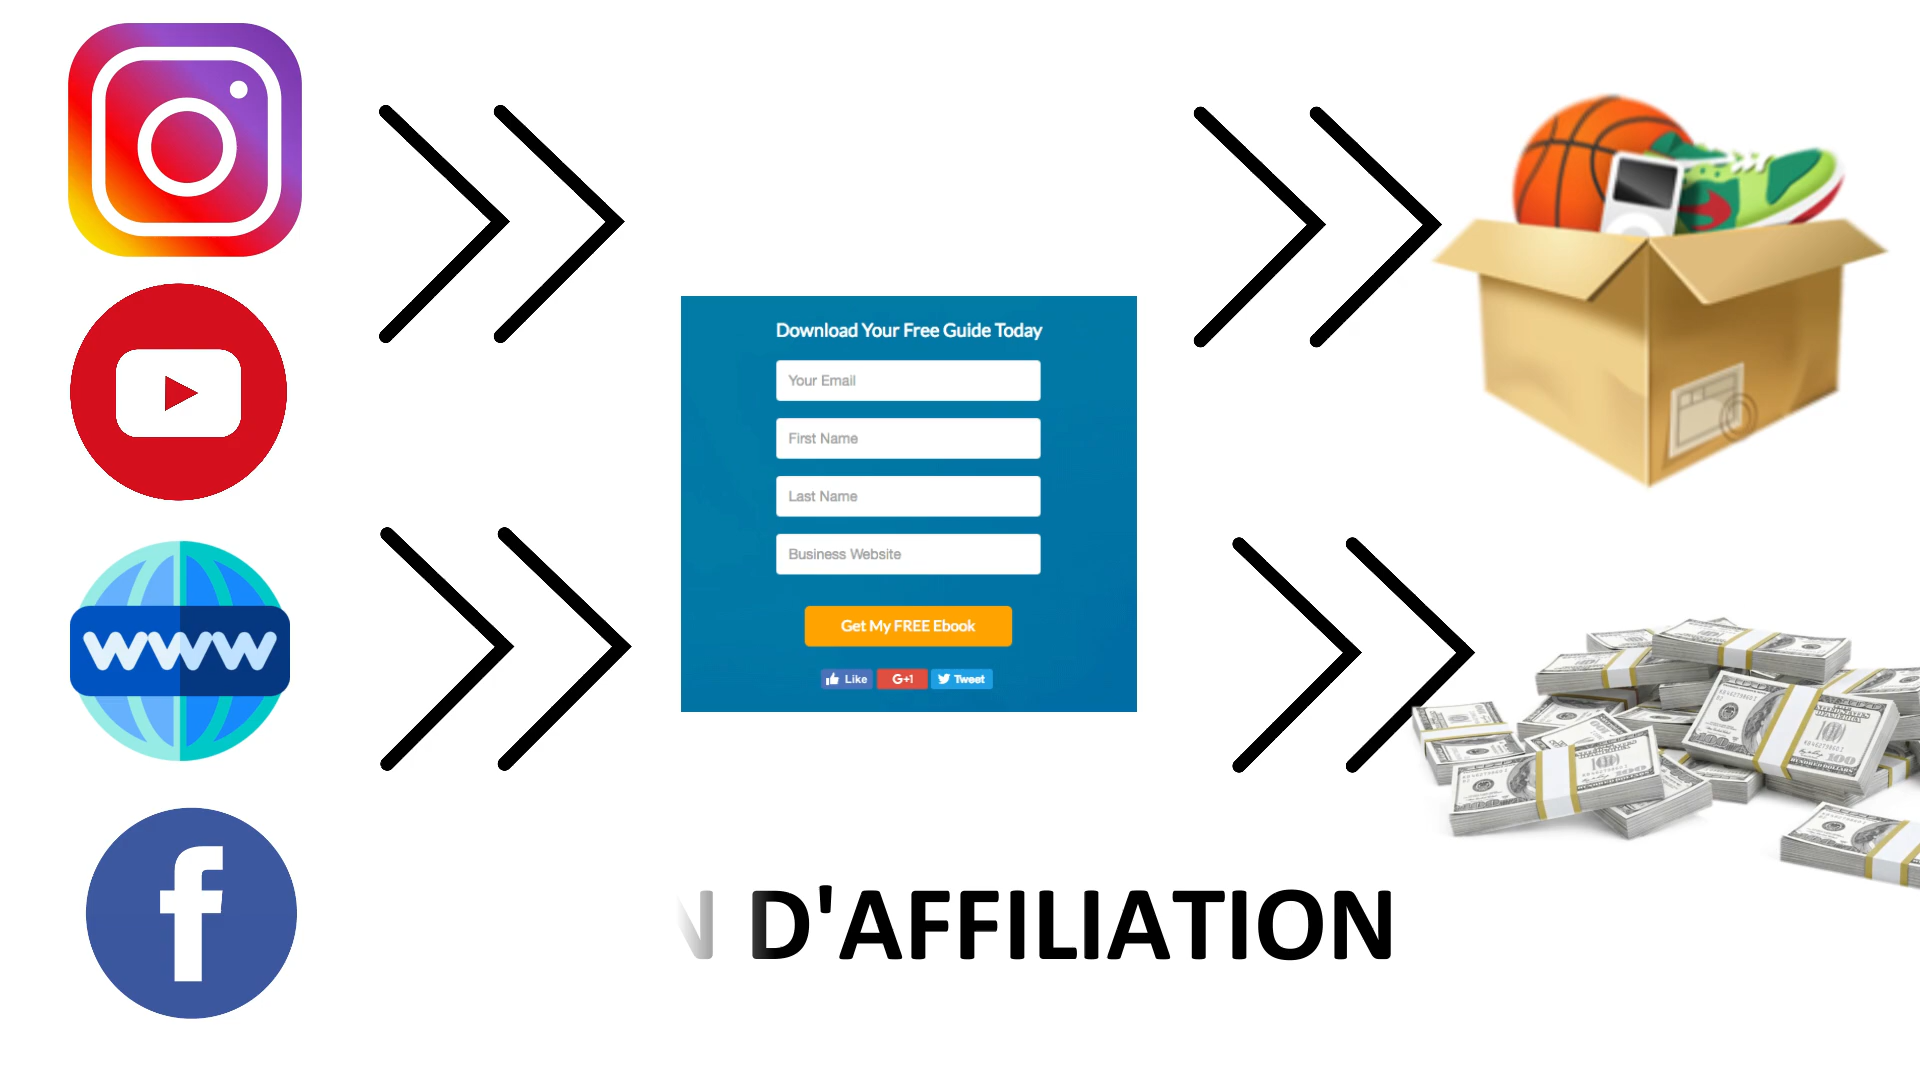 www
Download Your Free Guide Today
Your Email
First Name
Last Name
Business Website
Get My FREE Ebook
Like G+1 Tweet
N D'AFFILIATION